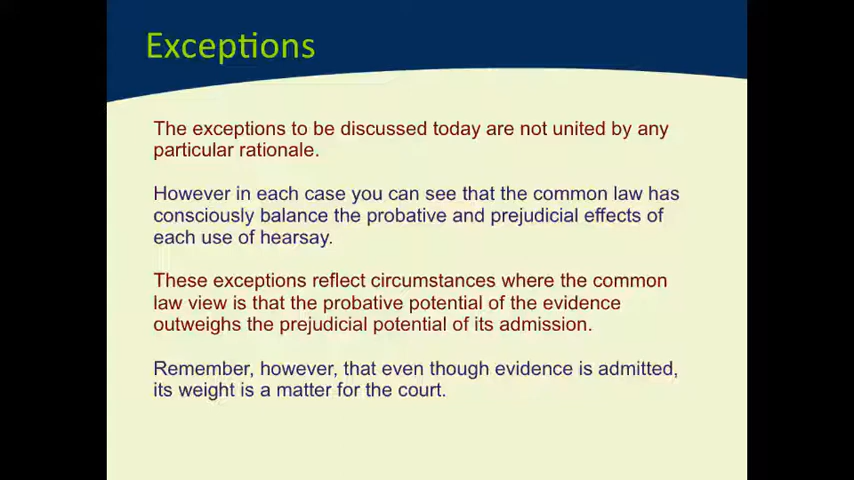 Exceptions
The exceptions to be discussed today are not united by any
particular rationale.
However in each case you can see that the common law has
consciously balance the probative and prejudicial effects of
each use of hearsay.
These exceptions reflect circumstances where the common
law view is that the probative potential of the evidence
outweighs the prejudicial potential of its admission.
Remember, however, that even though evidence is admitted,
its weight is a matter for the court.